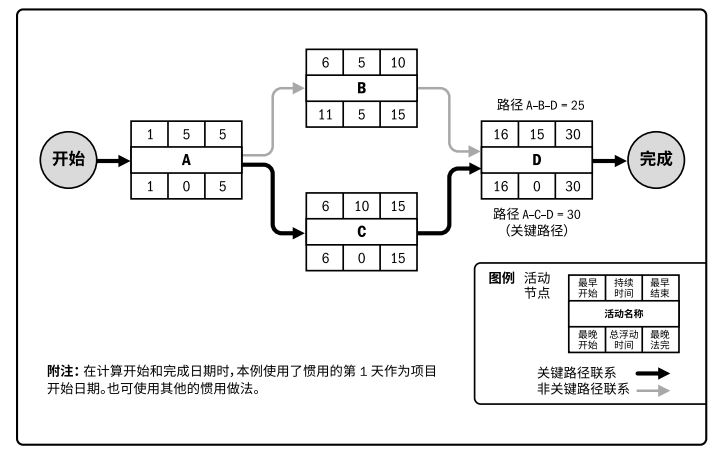 6 5 10
B
11 5 15
路径 A–B–D = 25
开始
1 5 5
A
1 0 5
16 15 30
D
16 0 30
完成
6 10 15
C
6 0 15
路径 A–C–D = 30
(关键路径)
图例 活动
节点
最早
开始
持续
时间
最早
结束
活动名称
最晚
开始
总浮动
时间
最晚
法完
附注：在计算开始和完成日期时，本例使用了惯用的第 1 天作为项目
开始日期。也可使用其他的惯用做法。
关键路径联系
非关键路径联系